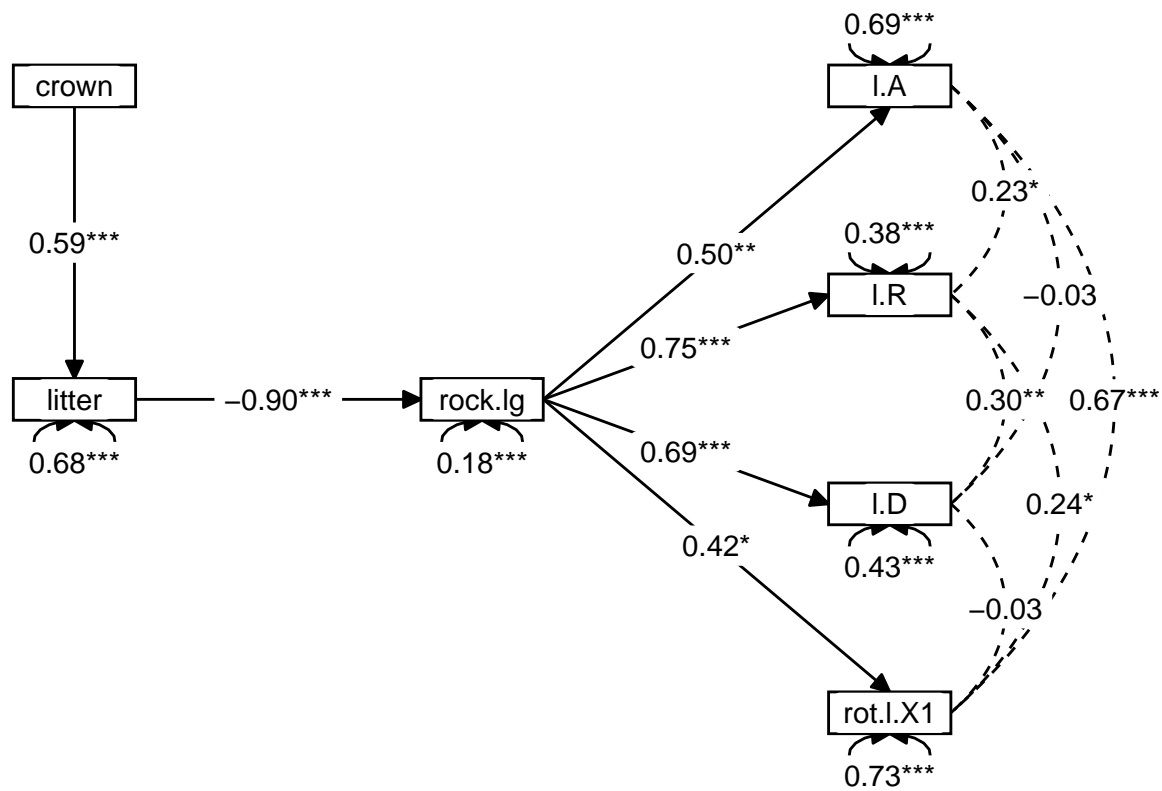 0.69***
crown
l.A
0.23*
0.59***
0.50**
0.38***
l.R
−0.03
0.75***
litter
−0.90***
rock.lg
0.30**
0.67***
0.68***
0.18***
0.69***
l.D
0.24*
0.42*
0.43***
−0.03
rot.l.X1
0.73***